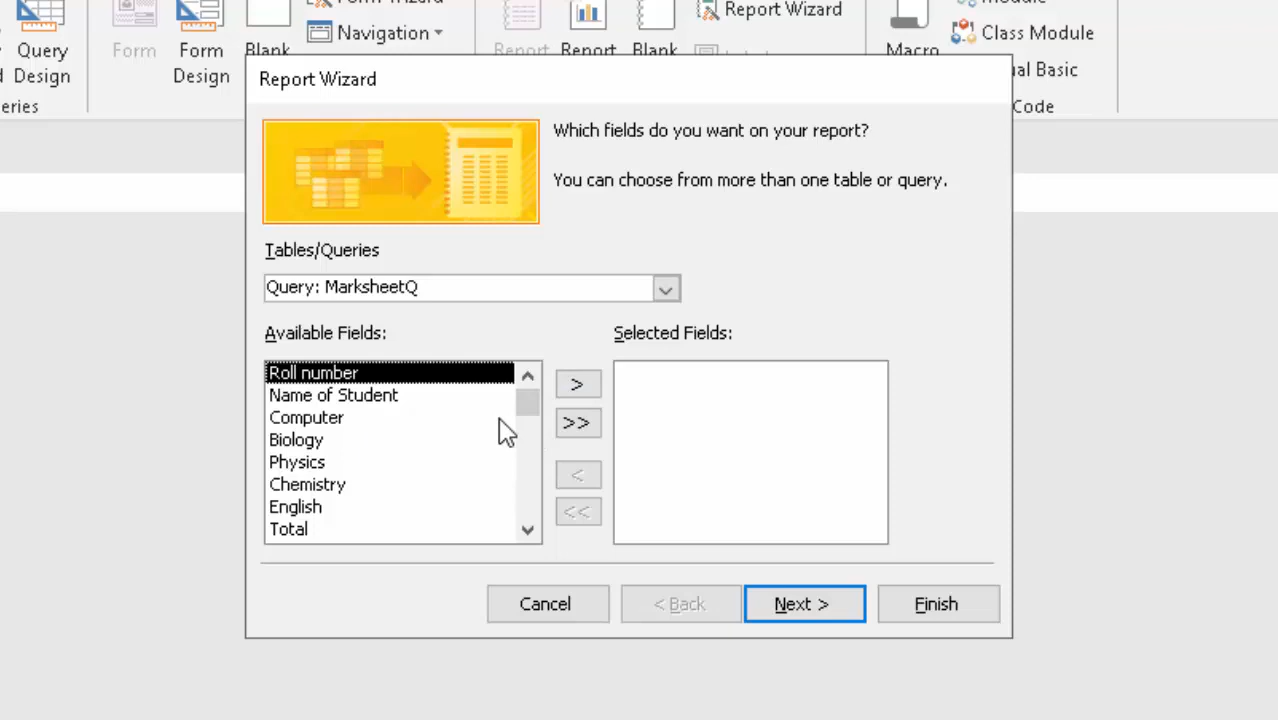 Navigation
Report Wizard
Class Module
Query
Design
Form
Form
Design
Blank
Report
Report
Blank
Macro
ual Basic
eries
Code
Report Wizard
Which fields do you want on your report?
You can choose from more than one table or query.
Tables/Queries
Query: MarksheetQ
Available Fields:
Selected Fields:
Roll number
Name of Student
Computer
Biology
Physics
Chemistry
English
Total
>
>>
<
<<
Cancel
< Back
Next >
Finish